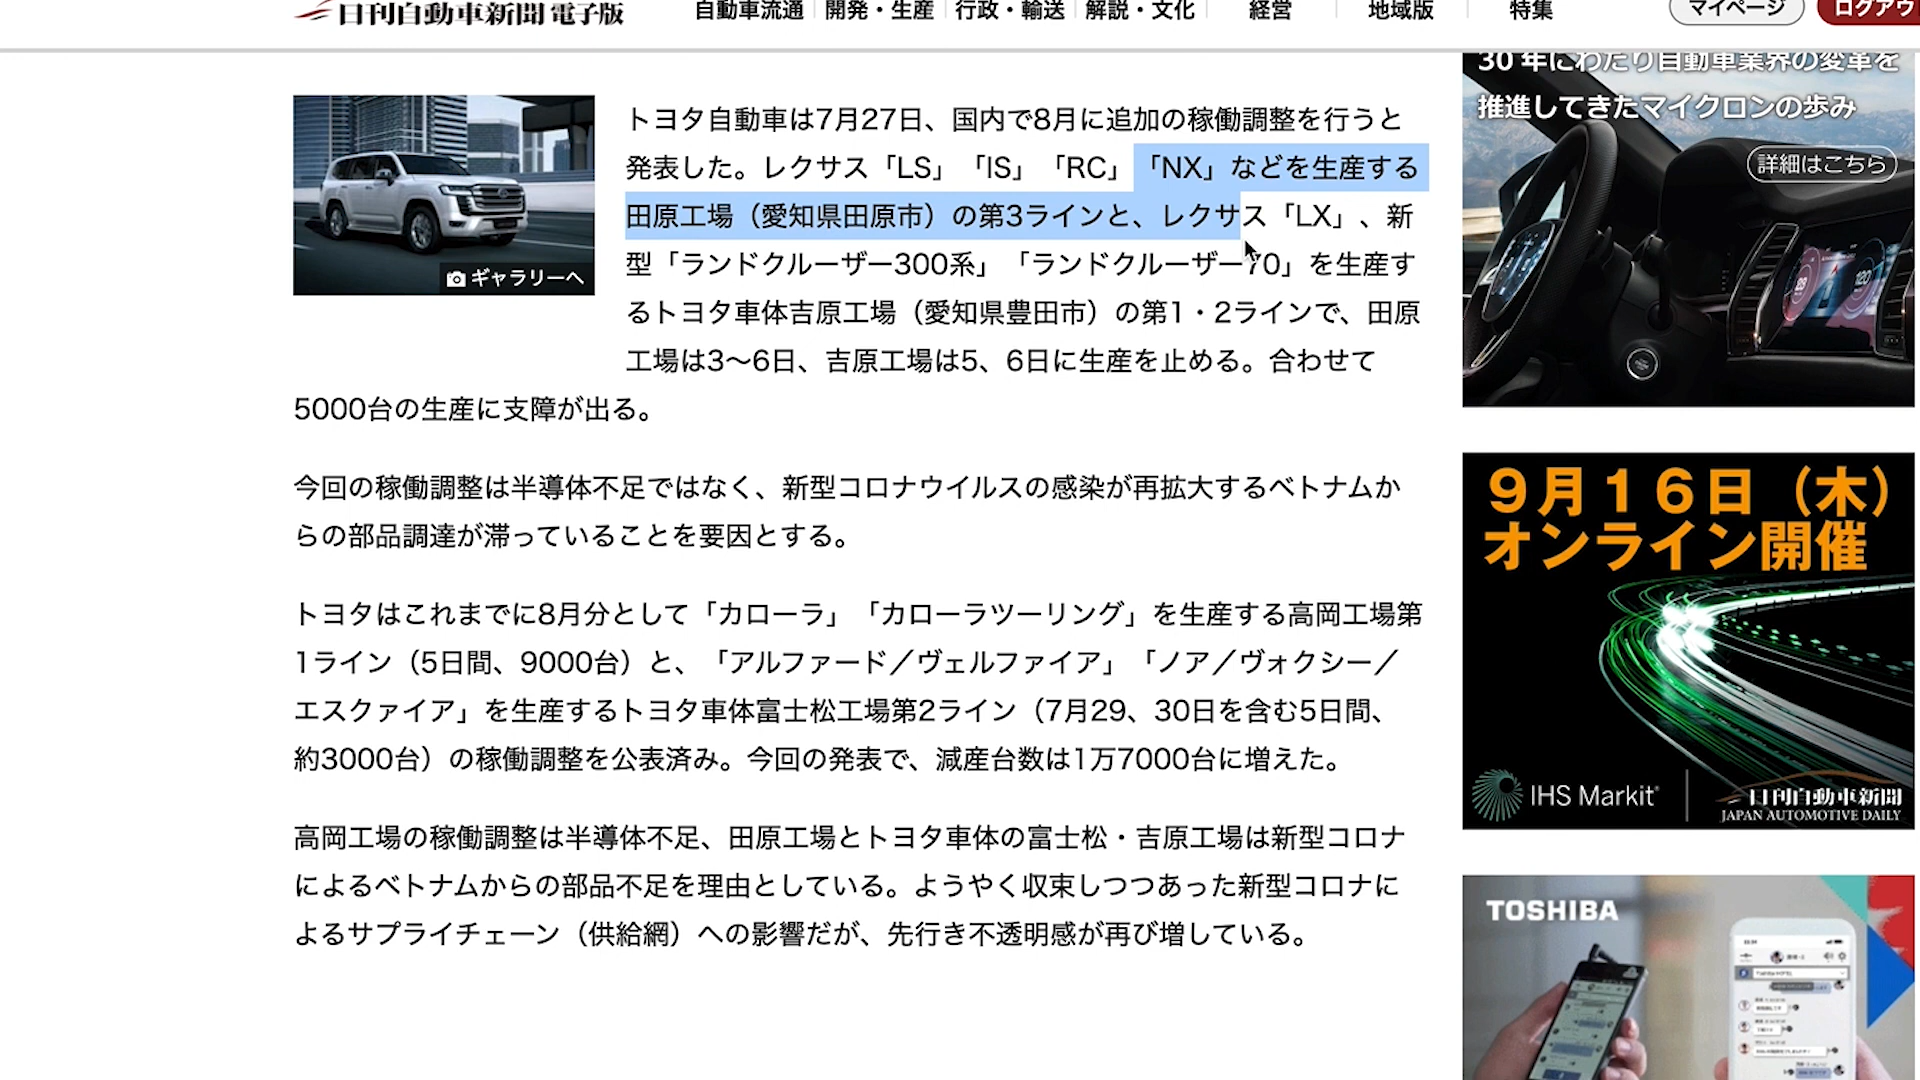 日刊自動車新聞 電子版
自動車流通 開発・生産 行政・輸送 解説・文化 経営 地域版 特集
マイページ
ログアウ
ギャラリーへ
トヨタ自動車は7月27日、国内で8月に追加の稼働調整を行うと
発表した。レクサス「LS」「IS」「RC」「NX」などを生産する
田原工場（愛知県田原市）の第3ラインと、レクサス「LX」、新
型「ランドクルーザー300系」「ランドクルーザー70」を生産す
るトヨタ車体吉原工場（愛知県豊田市）の第1・2ラインで、田原
工場は3〜6日、吉原工場は5、6日に生産を止める。合わせて
5000台の生産に支障が出る。
今回の稼働調整は半導体不足ではなく、新型コロナウイルスの感染が再拡大するベトナムか
らの部品調達が滞っていることを要因とする。
トヨタはこれまでに8月分として「カローラ」「カローラツーリング」を生産する高岡工場第
1ライン（5日間、9000台）と、「アルファード／ヴェルファイア」「ノア／ヴォクシー／
エスクァイア」を生産するトヨタ車体富士松工場第2ライン（7月29、30日を含む5日間、
約3000台）の稼働調整を公表済み。今回の発表で、減産台数は1万7000台に増えた。
高岡工場の稼働調整は半導体不足、田原工場とトヨタ車体の富士松・吉原工場は新型コロナ
によるベトナムからの部品不足を理由としている。ようやく収束しつつあった新型コロナに
よるサプライチェーン（供給網）への影響だが、先行き不透明感が再び増している。
30年にわたり自動車業界の変革を
推進してきたマイクロンの歩み
詳細はこちら
9月16日（木）
オンライン開催
IHS Markit
日刊自動車新聞
JAPAN AUTOMOTIVE DAILY
TOSHIBA